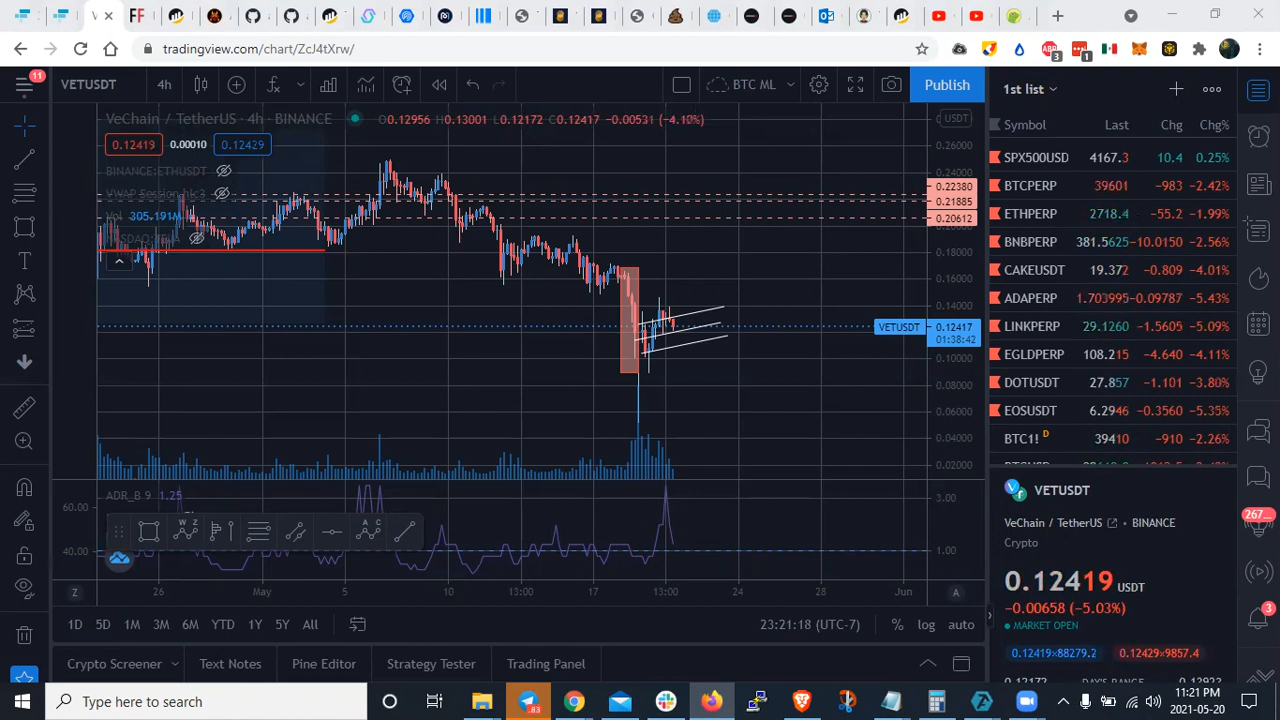 tradingview.com/chart/ZcJ4tXrw/
3
1
11
VETUSDT
4h
BTC ML
Publish
VeChain / TetherUS · 4h · BINANCE
O0.12956 H0.13001 L0.12172 C0.12417 −0.00531 (−4.10%)
USDT
0.12419
0.00010
0.12429
BINANCE:ETHUSDT
VWAP Session hlc3
Vol 305.191M
0.26000
0.24000
0.22380
0.21885
0.20612
0.18000
0.16000
0.14000
VETUSDT
0.12417
01:38:42
0.10000
0.08000
0.06000
0.04000
0.02000
ADR_B 9 1.25
60.00
40.00
3.00
1.00
W Z
A C
Z
26
May
5
10
13:00
17
13:00
24
28
Jun
A
1D
5D
1M
3M
6M
YTD
1Y
5Y
All
23:21:18 (UTC-7)
%
log
auto
Crypto Screener
Text Notes
Pine Editor
Strategy Tester
Trading Panel
1st list
Symbol Last Chg Chg%
SPX500USD 4167.3 10.4 0.25%
BTCPERP 39601 −983 −2.42%
ETHPERP 2718.4 −55.2 −1.99%
BNBPERP 381.5625 −10.0150 −2.56%
CAKEUSDT 19.372 −0.809 −4.01%
ADAPERP 1.703995 −0.09787 −5.43%
LINKPERP 29.1260 −1.5605 −5.09%
EGLDPERP 108.215 −4.640 −4.11%
DOTUSDT 27.857 −1.101 −3.80%
EOSUSDT 6.2946 −0.3560 −5.35%
BTC1! D 39410 −910 −2.26%
VETUSDT
VeChain / TetherUS • BINANCE
Crypto
0.12419 USDT
−0.00658 (−5.03%)
MARKET OPEN
0.12419×88279.2
0.12429×9857.4
267...
3
Type here to search
83
11:21 PM
2021-05-20